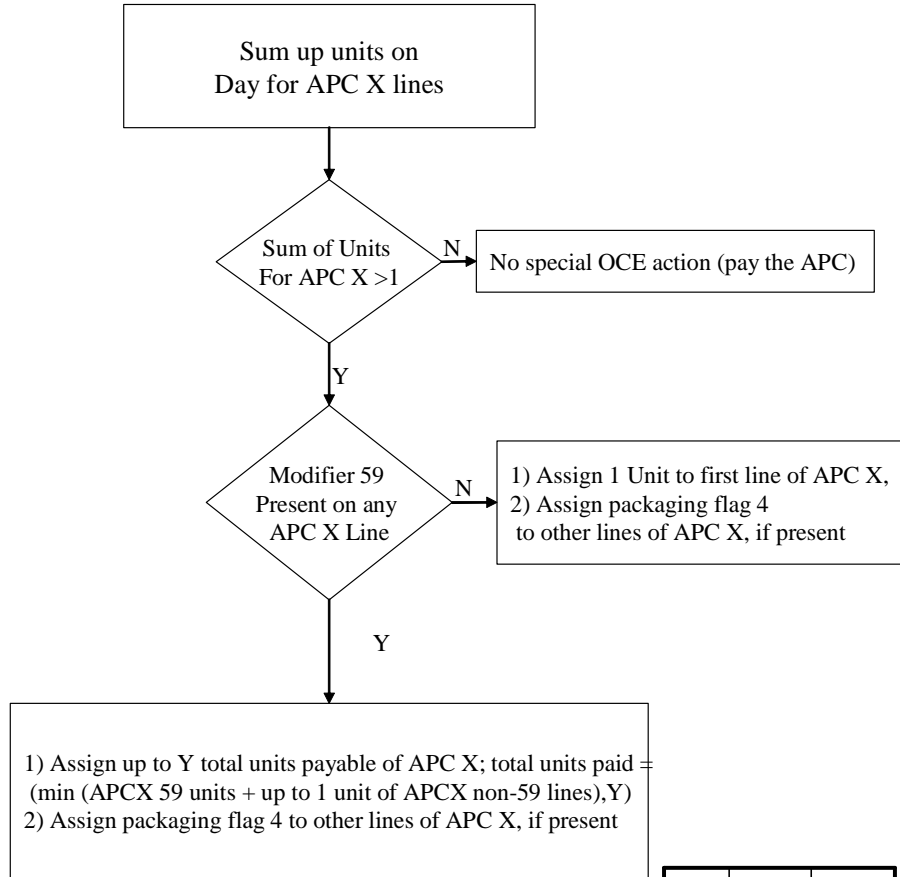 Sum up units on
Day for APC X lines
Sum of Units
For APC X >1
N
No special OCE action (pay the APC)
Y
Modifier 59
Present on any
APC X Line
N
1) Assign 1 Unit to first line of APC X,
2) Assign packaging flag 4
to other lines of APC X, if present
Y
1) Assign up to Y total units payable of APC X; total units paid =
(min (APCX 59 units + up to 1 unit of APCX non-59 lines),Y)
2) Assign packaging flag 4 to other lines of APC X, if present